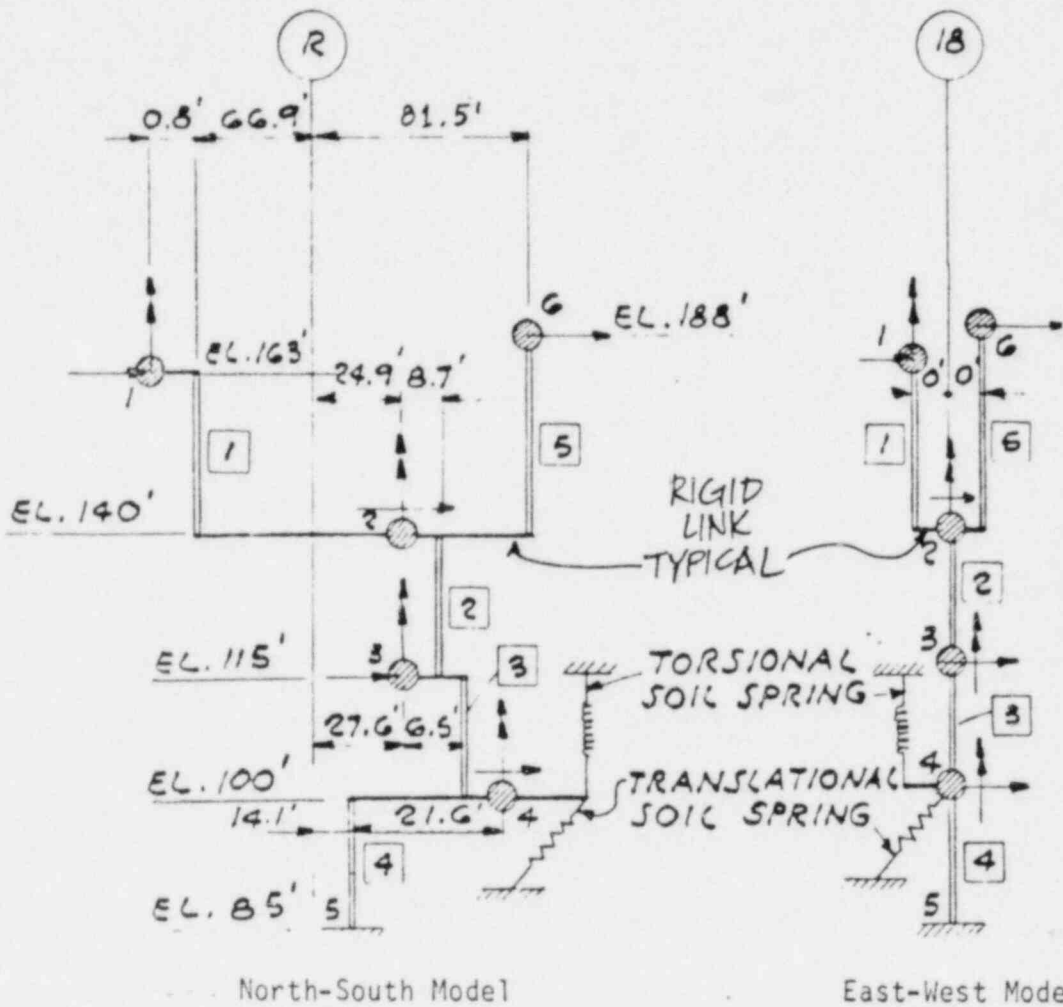 R
18
0.8' 66.9' 81.5'
6
EL. 188'
1
EL. 163'
24.9' 8.7'
1
5
1
6
0' 0'
1
6
EL. 140'
2
RIGID
LINK
TYPICAL
2
2
2
EL. 115'
3
3
TORSIONAL
SOIL SPRING
3
3
27.6' 6.5'
EL. 100'
4
TRANSLATIONAL
SOIL SPRING
4
14.1' 21.6'
4
4
EL. 85'
5
5
North-South Model
East-West Mode